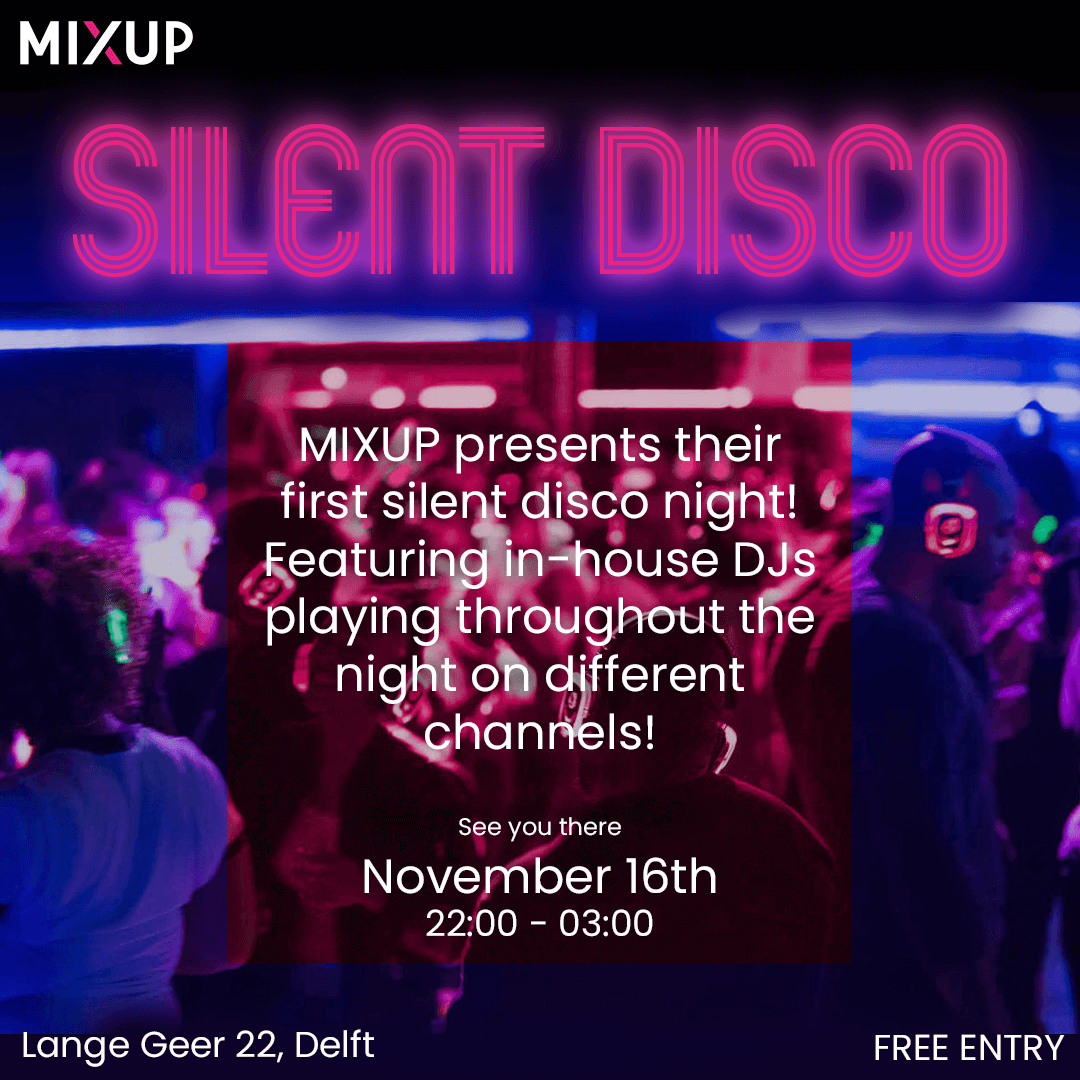 MIXUP
SILENT DISCO
MIXUP presents their
first silent disco night!
Featuring in-house DJs
playing throughout the
night on different
channels!
See you there
November 16th
22:00 - 03:00
Lange Geer 22, Delft
FREE ENTRY